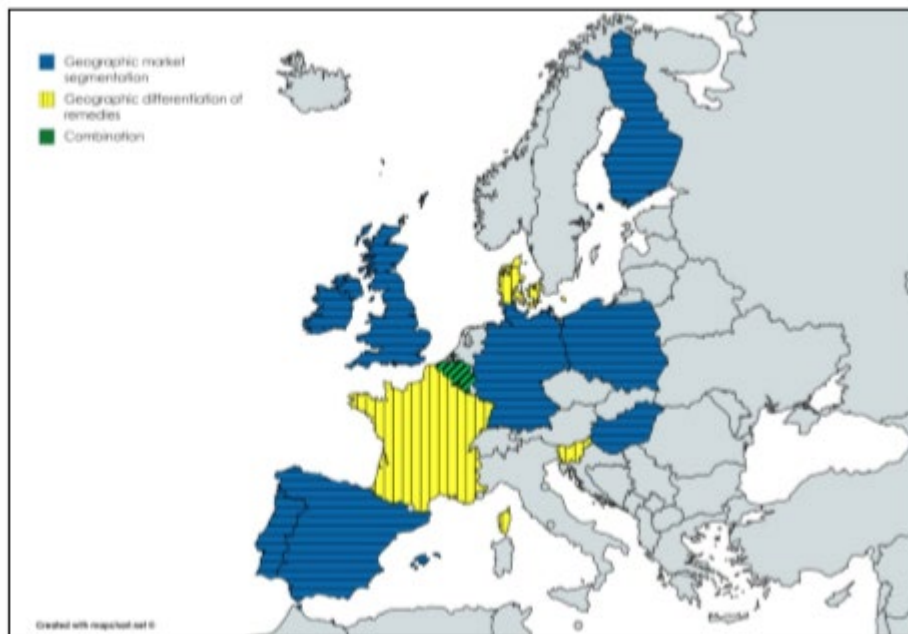 Geographic market
segmentation
Geographic differentiation of
remedies
Combination
Created with mapchart.net ©